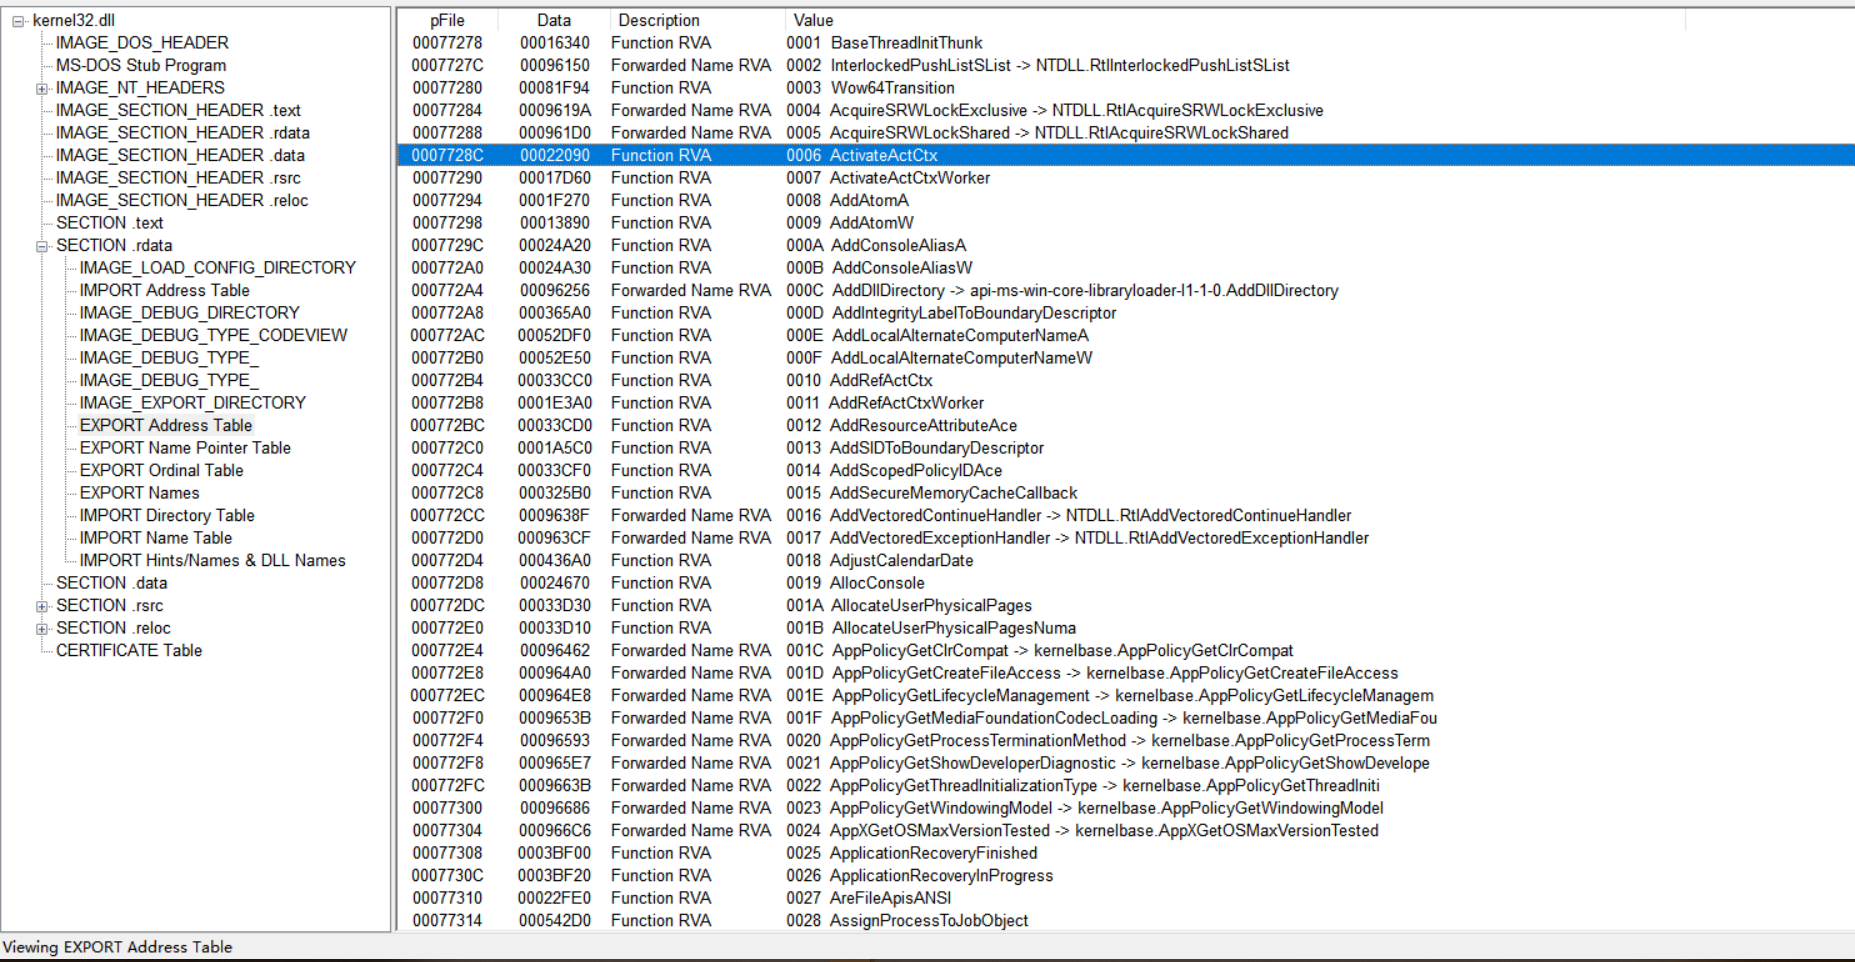 kernel32.dll
IMAGE_DOS_HEADER
MS-DOS Stub Program
IMAGE_NT_HEADERS
IMAGE_SECTION_HEADER .text
IMAGE_SECTION_HEADER .rdata
IMAGE_SECTION_HEADER .data
IMAGE_SECTION_HEADER .rsrc
IMAGE_SECTION_HEADER .reloc
SECTION .text
SECTION .rdata
IMAGE_LOAD_CONFIG_DIRECTORY
IMPORT Address Table
IMAGE_DEBUG_DIRECTORY
IMAGE_DEBUG_TYPE_CODEVIEW
IMAGE_DEBUG_TYPE_
IMAGE_DEBUG_TYPE_
IMAGE_EXPORT_DIRECTORY
EXPORT Address Table
EXPORT Name Pointer Table
EXPORT Ordinal Table
EXPORT Names
IMPORT Directory Table
IMPORT Name Table
IMPORT Hints/Names & DLL Names
SECTION .data
SECTION .rsrc
SECTION .reloc
CERTIFICATE Table
pFile Data Description Value
00077278 00016340 Function RVA 0001 BaseThreadInitThunk
0007727C 00096150 Forwarded Name RVA 0002 InterlockedPushListSList -> NTDLL.RtlInterlockedPushListSList
00077280 00081F94 Function RVA 0003 Wow64Transition
00077284 0009619A Forwarded Name RVA 0004 AcquireSRWLockExclusive -> NTDLL.RtlAcquireSRWLockExclusive
00077288 000961D0 Forwarded Name RVA 0005 AcquireSRWLockShared -> NTDLL.RtlAcquireSRWLockShared
0007728C 00022090 Function RVA 0006 ActivateActCtx
00077290 00017D60 Function RVA 0007 ActivateActCtxWorker
00077294 0001F270 Function RVA 0008 AddAtomA
00077298 00013890 Function RVA 0009 AddAtomW
0007729C 00024A20 Function RVA 000A AddConsoleAliasA
000772A0 00024A30 Function RVA 000B AddConsoleAliasW
000772A4 00096256 Forwarded Name RVA 000C AddDllDirectory -> api-ms-win-core-libraryloader-l1-1-0.AddDllDirectory
000772A8 000365A0 Function RVA 000D AddIntegrityLabelToBoundaryDescriptor
000772AC 00052DF0 Function RVA 000E AddLocalAlternateComputerNameA
000772B0 00052E50 Function RVA 000F AddLocalAlternateComputerNameW
000772B4 00033CC0 Function RVA 0010 AddRefActCtx
000772B8 0001E3A0 Function RVA 0011 AddRefActCtxWorker
000772BC 00033CD0 Function RVA 0012 AddResourceAttributeAce
000772C0 0001A5C0 Function RVA 0013 AddSIDToBoundaryDescriptor
000772C4 00033CF0 Function RVA 0014 AddScopedPolicyIDAce
000772C8 000325B0 Function RVA 0015 AddSecureMemoryCacheCallback
000772CC 0009638F Forwarded Name RVA 0016 AddVectoredContinueHandler -> NTDLL.RtlAddVectoredContinueHandler
000772D0 000963CF Forwarded Name RVA 0017 AddVectoredExceptionHandler -> NTDLL.RtlAddVectoredExceptionHandler
000772D4 000436A0 Function RVA 0018 AdjustCalendarDate
000772D8 00024670 Function RVA 0019 AllocConsole
000772DC 00033D30 Function RVA 001A AllocateUserPhysicalPages
000772E0 00033D10 Function RVA 001B AllocateUserPhysicalPagesNuma
000772E4 00096462 Forwarded Name RVA 001C AppPolicyGetClrCompat -> kernelbase.AppPolicyGetClrCompat
000772E8 000964A0 Forwarded Name RVA 001D AppPolicyGetCreateFileAccess -> kernelbase.AppPolicyGetCreateFileAccess
000772EC 000964E8 Forwarded Name RVA 001E AppPolicyGetLifecycleManagement -> kernelbase.AppPolicyGetLifecycleManagem
000772F0 0009653B Forwarded Name RVA 001F AppPolicyGetMediaFoundationCodecLoading -> kernelbase.AppPolicyGetMediaFou
000772F4 00096593 Forwarded Name RVA 0020 AppPolicyGetProcessTerminationMethod -> kernelbase.AppPolicyGetProcessTerm
000772F8 000965E7 Forwarded Name RVA 0021 AppPolicyGetShowDeveloperDiagnostic -> kernelbase.AppPolicyGetShowDevelope
000772FC 0009663B Forwarded Name RVA 0022 AppPolicyGetThreadInitializationType -> kernelbase.AppPolicyGetThreadIniti
00077300 00096686 Forwarded Name RVA 0023 AppPolicyGetWindowingModel -> kernelbase.AppPolicyGetWindowingModel
00077304 000966C6 Forwarded Name RVA 0024 AppXGetOSMaxVersionTested -> kernelbase.AppXGetOSMaxVersionTested
00077308 0003BF00 Function RVA 0025 ApplicationRecoveryFinished
0007730C 0003BF20 Function RVA 0026 ApplicationRecoveryInProgress
00077310 00022FE0 Function RVA 0027 AreFileApisANSI
00077314 000542D0 Function RVA 0028 AssignProcessToJobObject
Viewing EXPORT Address Table